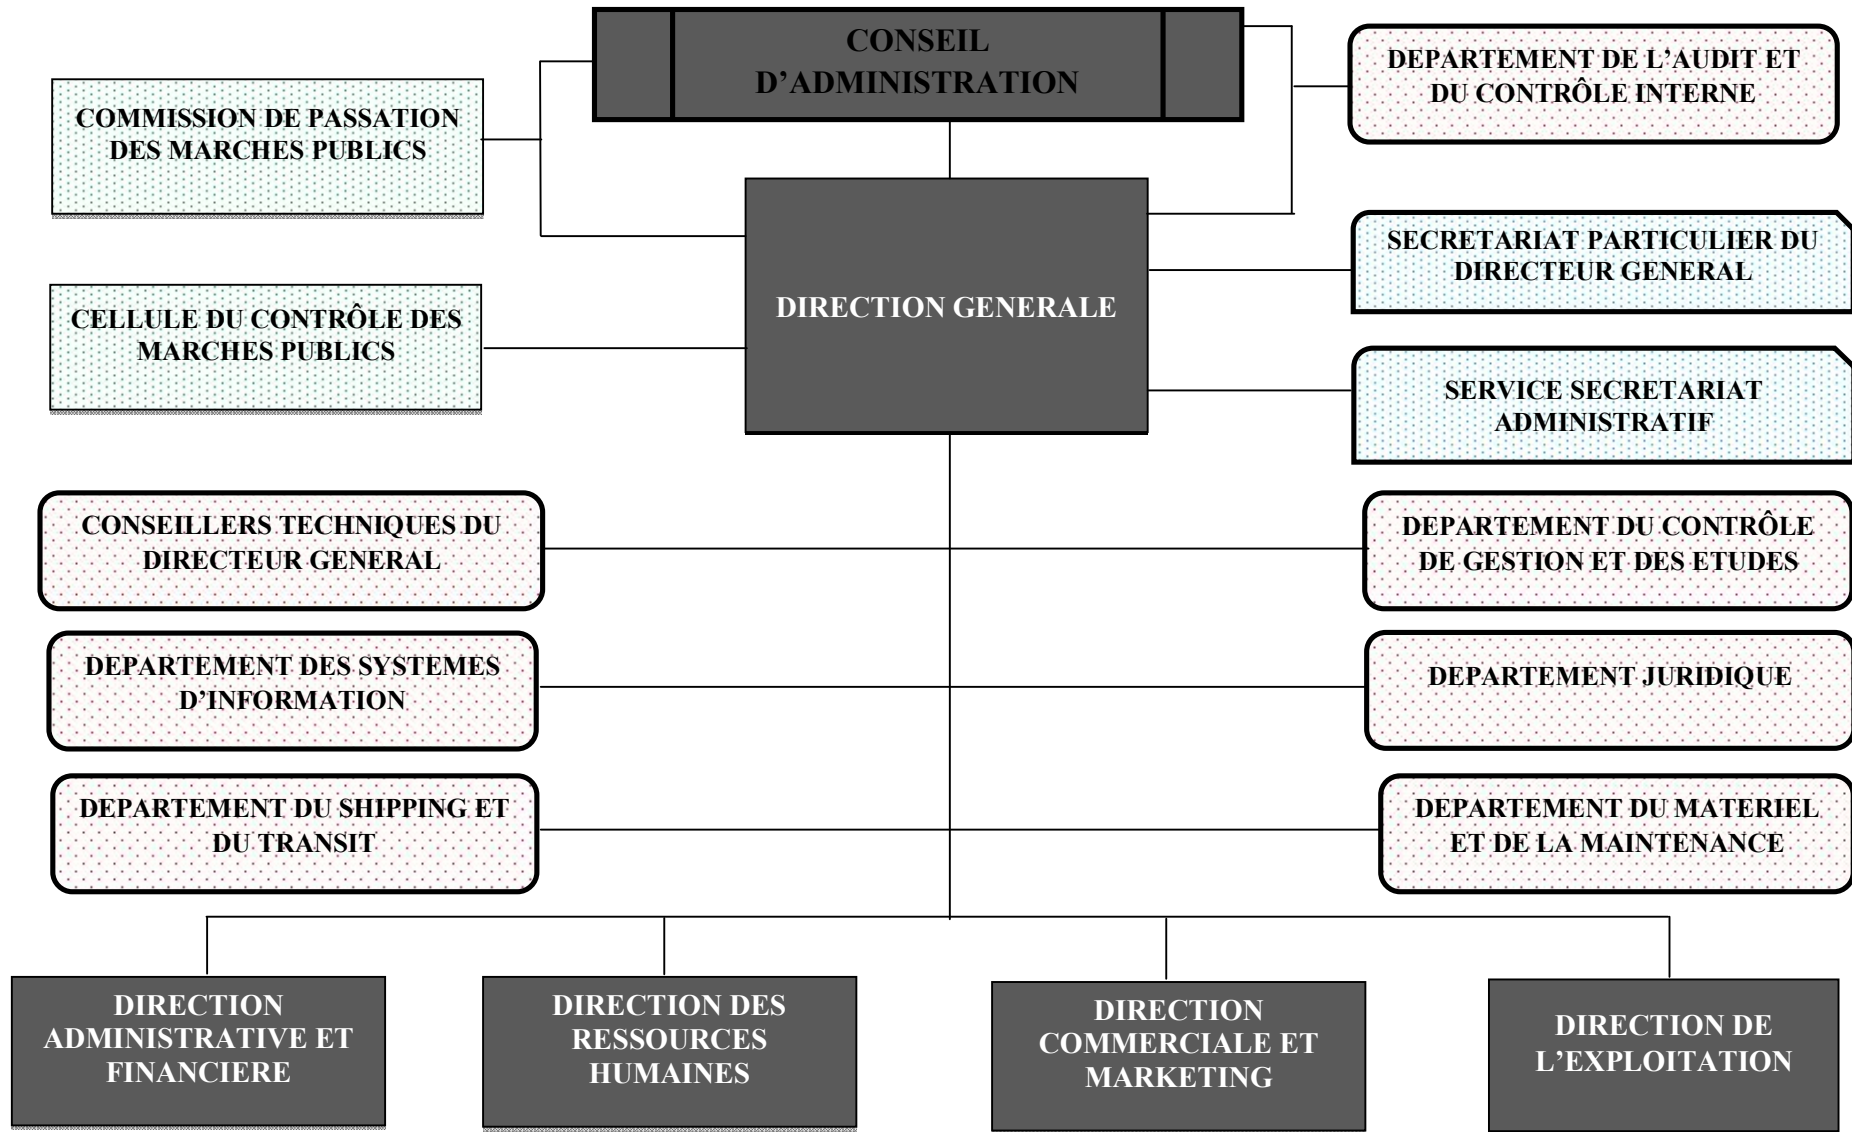 CONSEIL
D'ADMINISTRATION
DEPARTEMENT DE L'AUDIT ET
DU CONTRÔLE INTERNE
COMMISSION DE PASSATION
DES MARCHES PUBLICS
SECRETARIAT PARTICULIER DU
DIRECTEUR GENERAL
DIRECTION GENERALE
CELLULE DU CONTRÔLE DES
MARCHES PUBLICS
SERVICE SECRETARIAT
ADMINISTRATIF
CONSEILLERS TECHNIQUES DU
DIRECTEUR GENERAL
DEPARTEMENT DU CONTRÔLE
DE GESTION ET DES ETUDES
DEPARTEMENT DES SYSTEMES
D'INFORMATION
DEPARTEMENT JURIDIQUE
DEPARTEMENT DU SHIPPING ET
DU TRANSIT
DEPARTEMENT DU MATERIEL
ET DE LA MAINTENANCE
DIRECTION
ADMINISTRATIVE ET
FINANCIERE
DIRECTION DES
RESSOURCES
HUMAINES
DIRECTION
COMMERCIALE ET
MARKETING
DIRECTION DE
L'EXPLOITATION